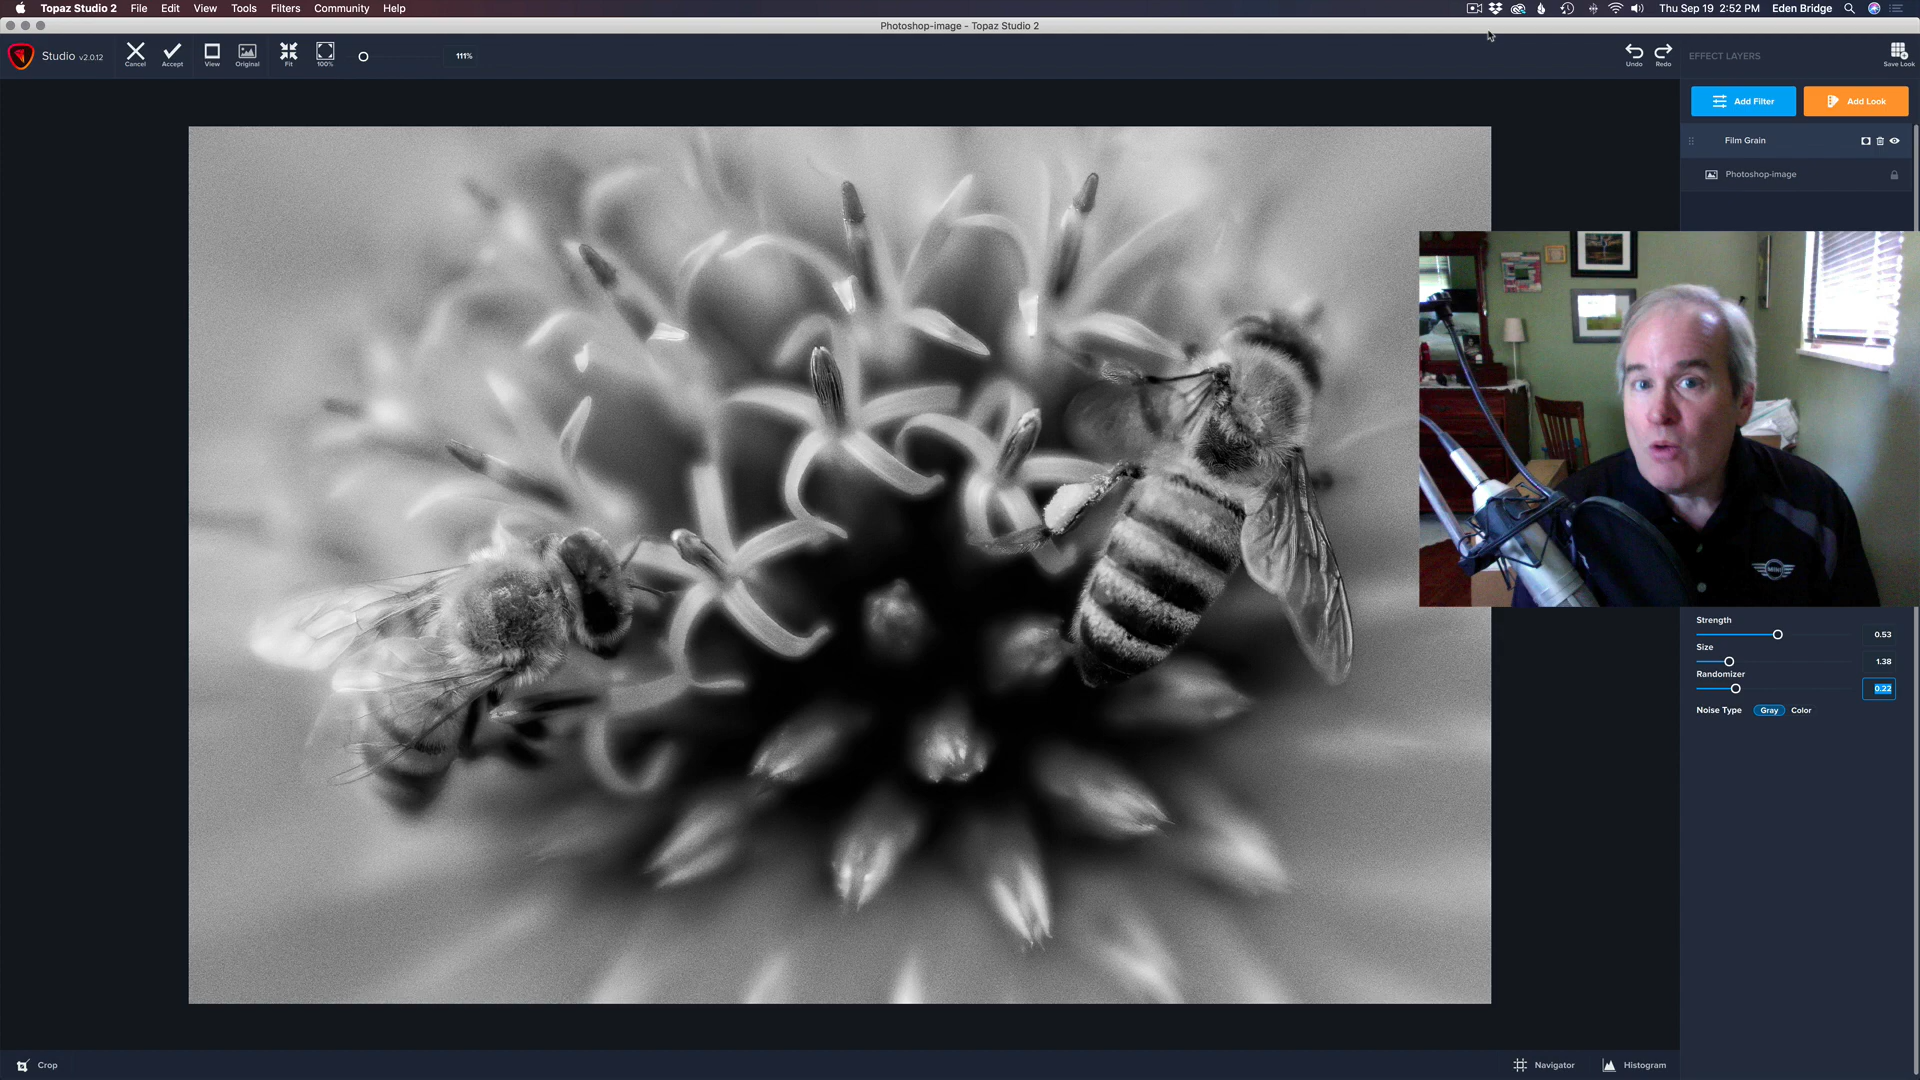 Topaz Studio 2 File Edit View Tools Filters Community Help Thu Sep 19 2:52 PM Eden Bridge
Photoshop-image - Topaz Studio 2
Studio v2.0.12 Cancel Accept View Original Fit 100% 111% Undo Redo EFFECT LAYERS Save Look
Add Filter Add Look
Film Grain
Photoshop-image
MINI
Strength 0.53
Size 1.38
Randomizer 0.22
Noise Type Gray Color
Crop Navigator Histogram